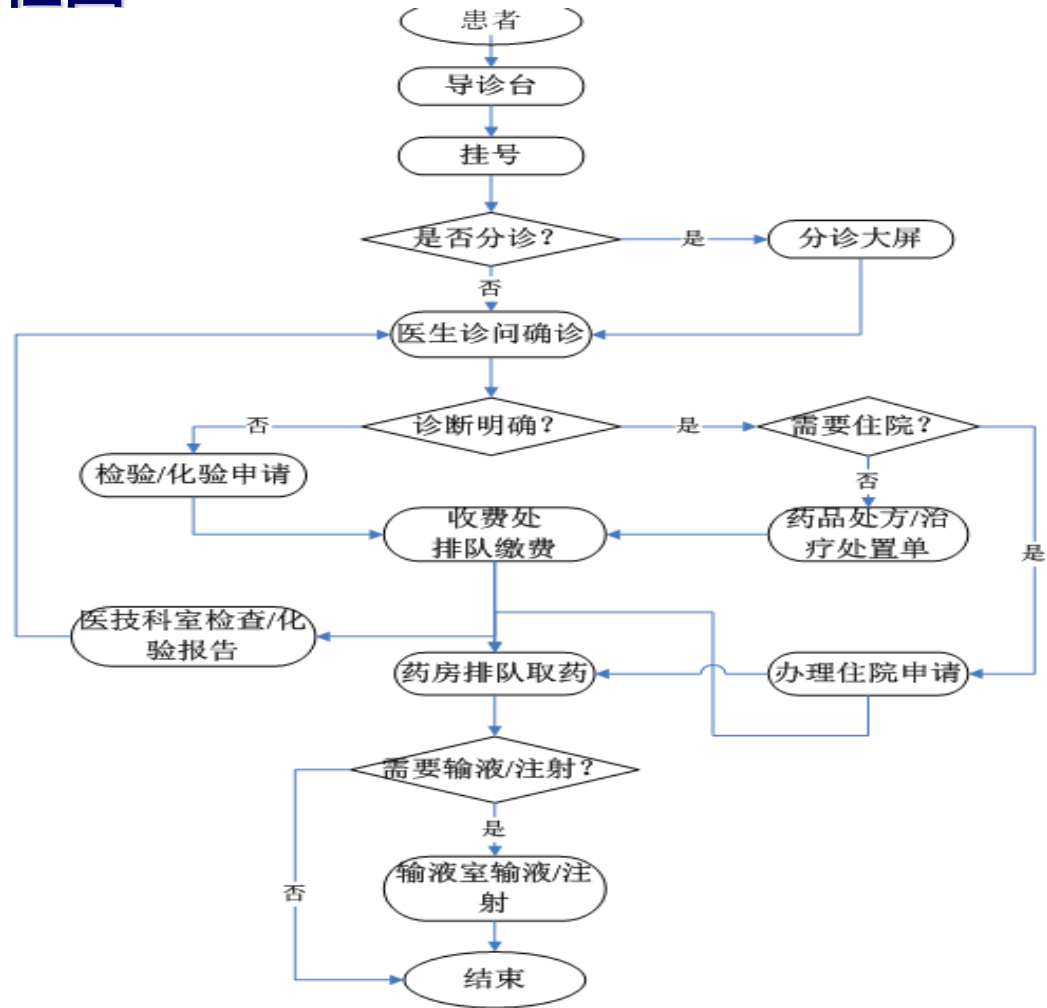 患者
导诊台
挂号
是否分诊？
是
分诊大屏
否
医生诊问确诊
否
诊断明确？
是
需要住院？
检验/化验申请
否
收费处
排队缴费
药品处方/治
疗处置单
是
医技科室检查/化
验报告
药房排队取药
办理住院申请
需要输液/注射？
是
否
输液室输液/注
射
结束